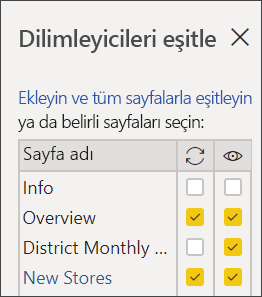 Dilimleyicileri eşitle
Ekleyin ve tüm sayfalarla eşitleyin
ya da belirli sayfaları seçin:
Sayfa adı
Info
Overview
District Monthly ...
New Stores